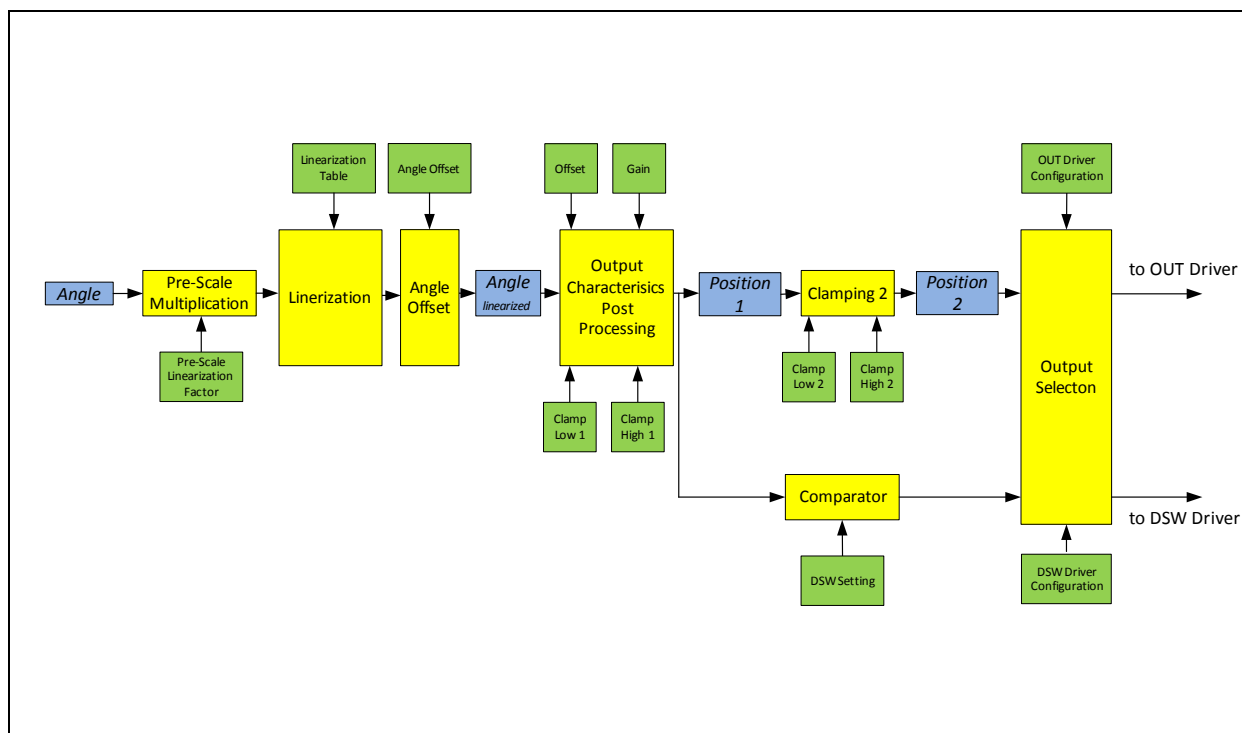 Linearization
Table
Angle Offset
Offset
Gain
OUT Driver
Configuration
Angle
Pre-Scale
Multiplication
Linerization
Angle
Offset
Angle
linearized
Output
Characterisics
Post
Processing
Position
1
Clamping 2
Position
2
Output
Selecton
to OUT Driver
Pre-Scale
Linearization
Factor
Clamp
Low 1
Clamp
High 1
Clamp
Low 2
Clamp
High 2
Comparator
to DSW Driver
DSW Setting
DSW Driver
Configuration